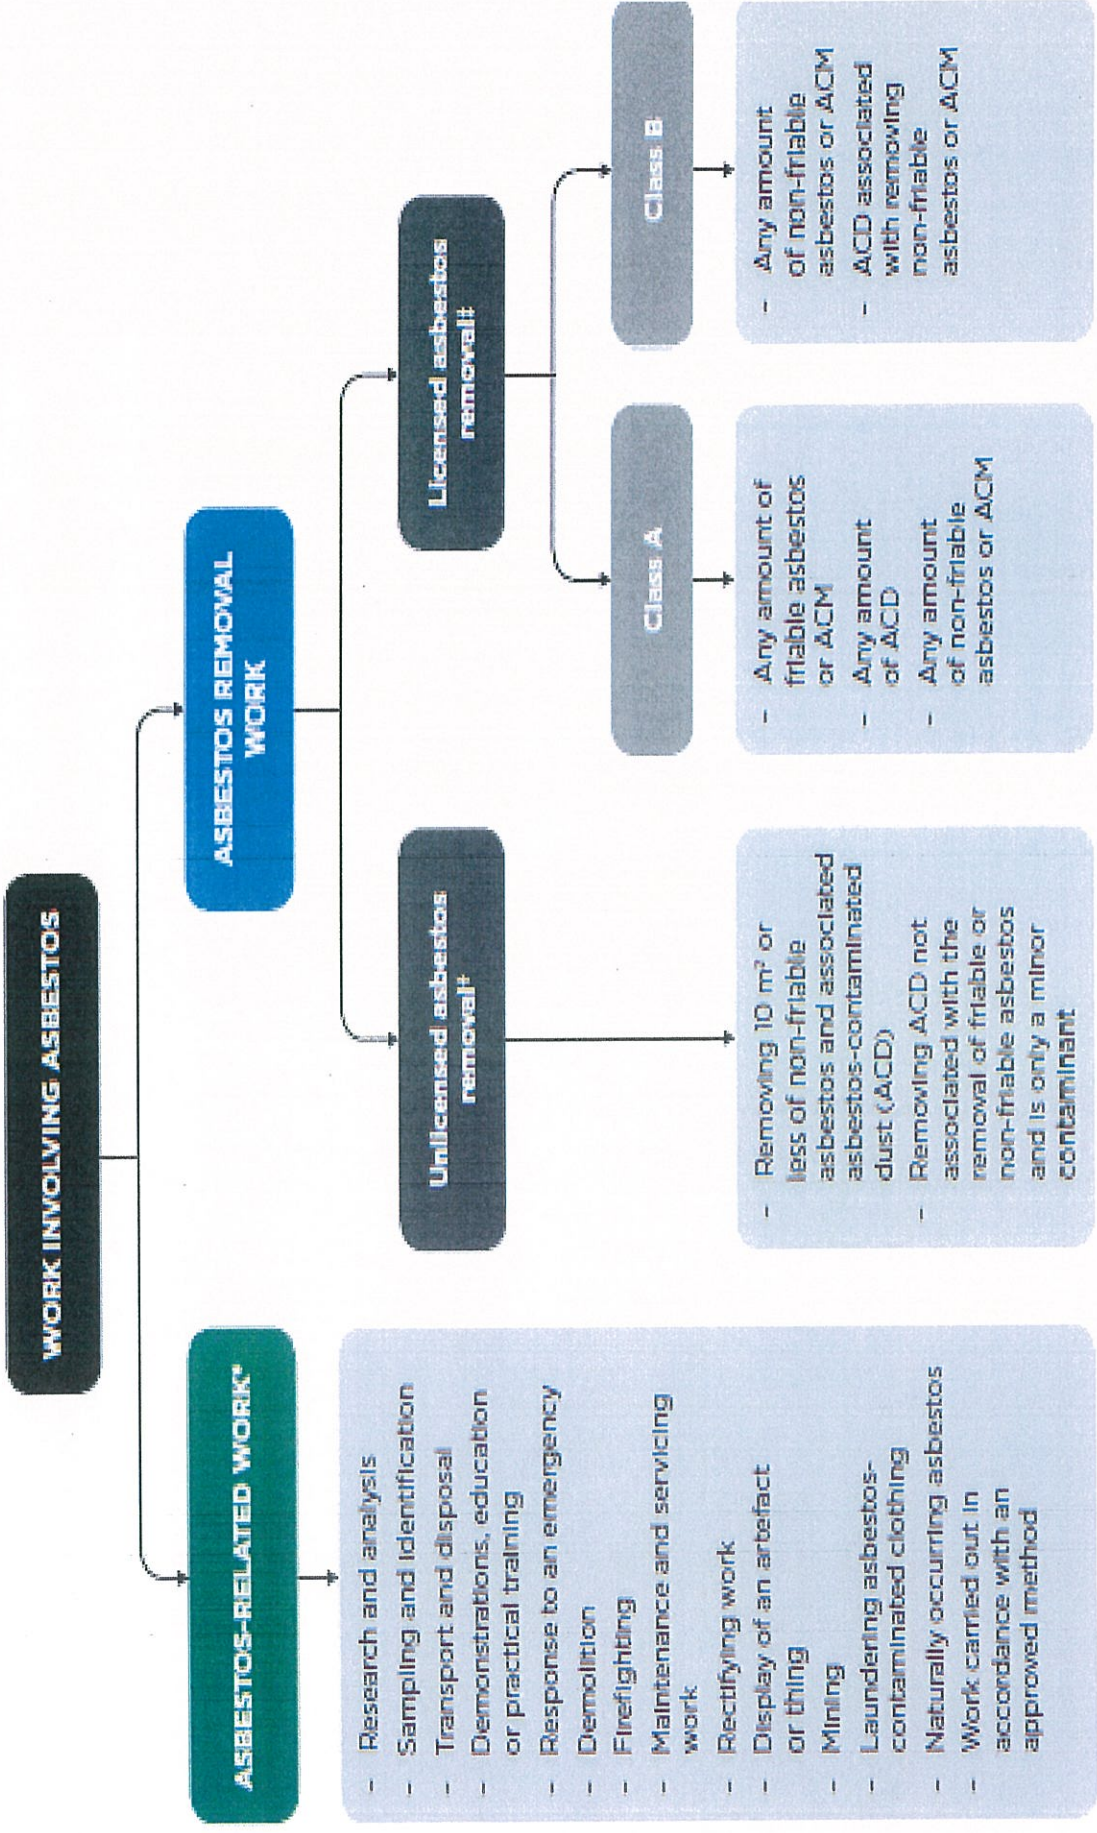 WORK INVOLVING ASBESTOS
ASBESTOS-RELATED WORK*
- Research and analysis
- Sampling and identification
- Transport and disposal
- Demonstrations, education
or practical training
- Response to an emergency
- Demolition
- Firefighting
- Maintenance and servicing
work
- Rectifying work
- Display of an artefact
or thing
- Mining
- Laundering asbestos-
contaminated clothing
- Naturally occurring asbestos
- Work carried out in
accordance with an
approved method
ASBESTOS REMOVAL
WORK
Unlicensed asbestos
removal†
- Removing 10 m² or
less of non-friable
asbestos and associated
asbestos-contaminated
dust (ACD)
- Removing ACD not
associated with the
removal of friable or
non-friable asbestos
and is only a minor
contaminant
Licensed asbestos
removal‡
Class A
- Any amount of
friable asbestos
or ACM
- Any amount
of ACD
- Any amount
of non-friable
asbestos or ACM
Class B
- Any amount
of non-friable
asbestos or ACM
- ACD associated
with removing
non-friable
asbestos or ACM